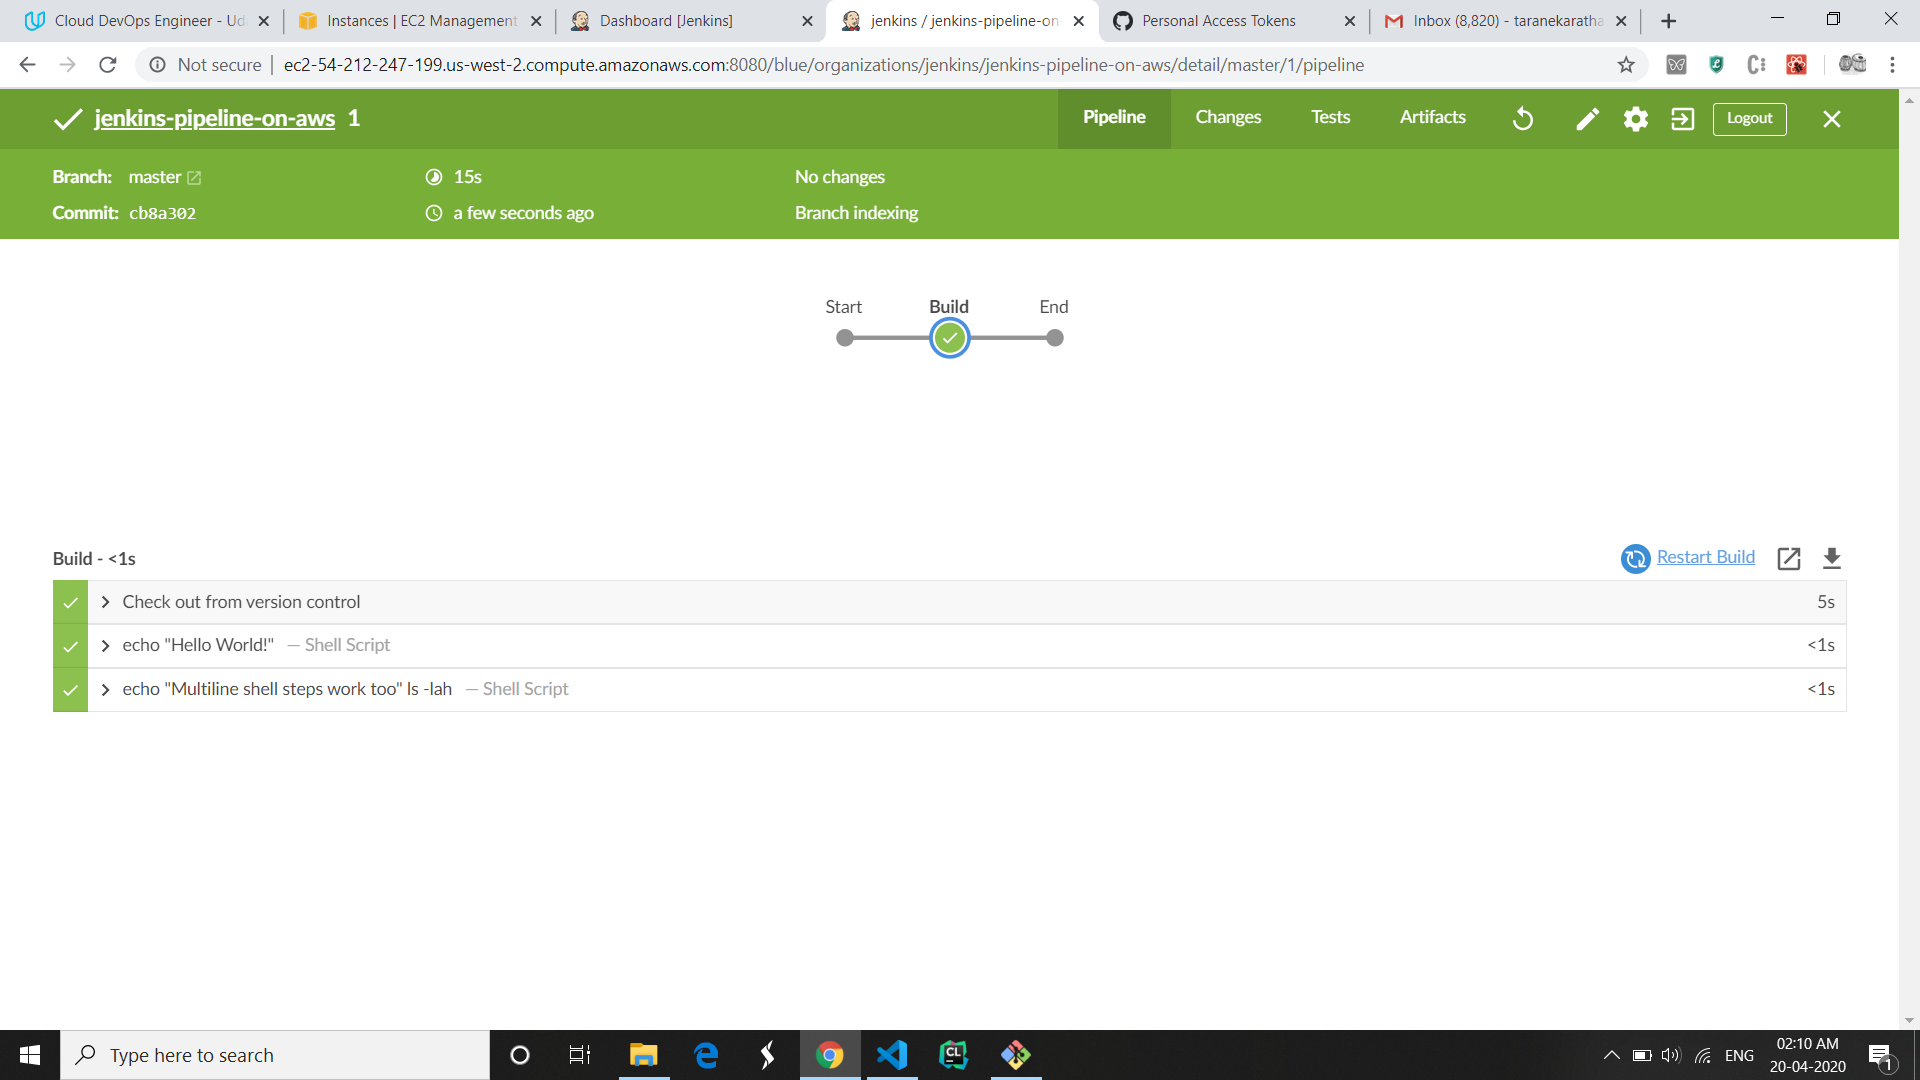 Cloud DevOps Engineer - Ud
Instances | EC2 Management
Dashboard [Jenkins]
jenkins / jenkins-pipeline-on
Personal Access Tokens
Inbox (8,820) - taranekaratha
Not secure | ec2-54-212-247-199.us-west-2.compute.amazonaws.com:8080/blue/organizations/jenkins/jenkins-pipeline-on-aws/detail/master/1/pipeline
jenkins-pipeline-on-aws 1
Pipeline
Changes
Tests
Artifacts
Logout
Branch: master
15s
No changes
Commit: cb8a302
a few seconds ago
Branch indexing
Start
Build
End
Build - <1s
Restart Build
Check out from version control
5s
echo "Hello World!" — Shell Script
<1s
echo "Multiline shell steps work too" ls -lah — Shell Script
<1s
Type here to search
CL
ENG
02:10 AM
20-04-2020
1